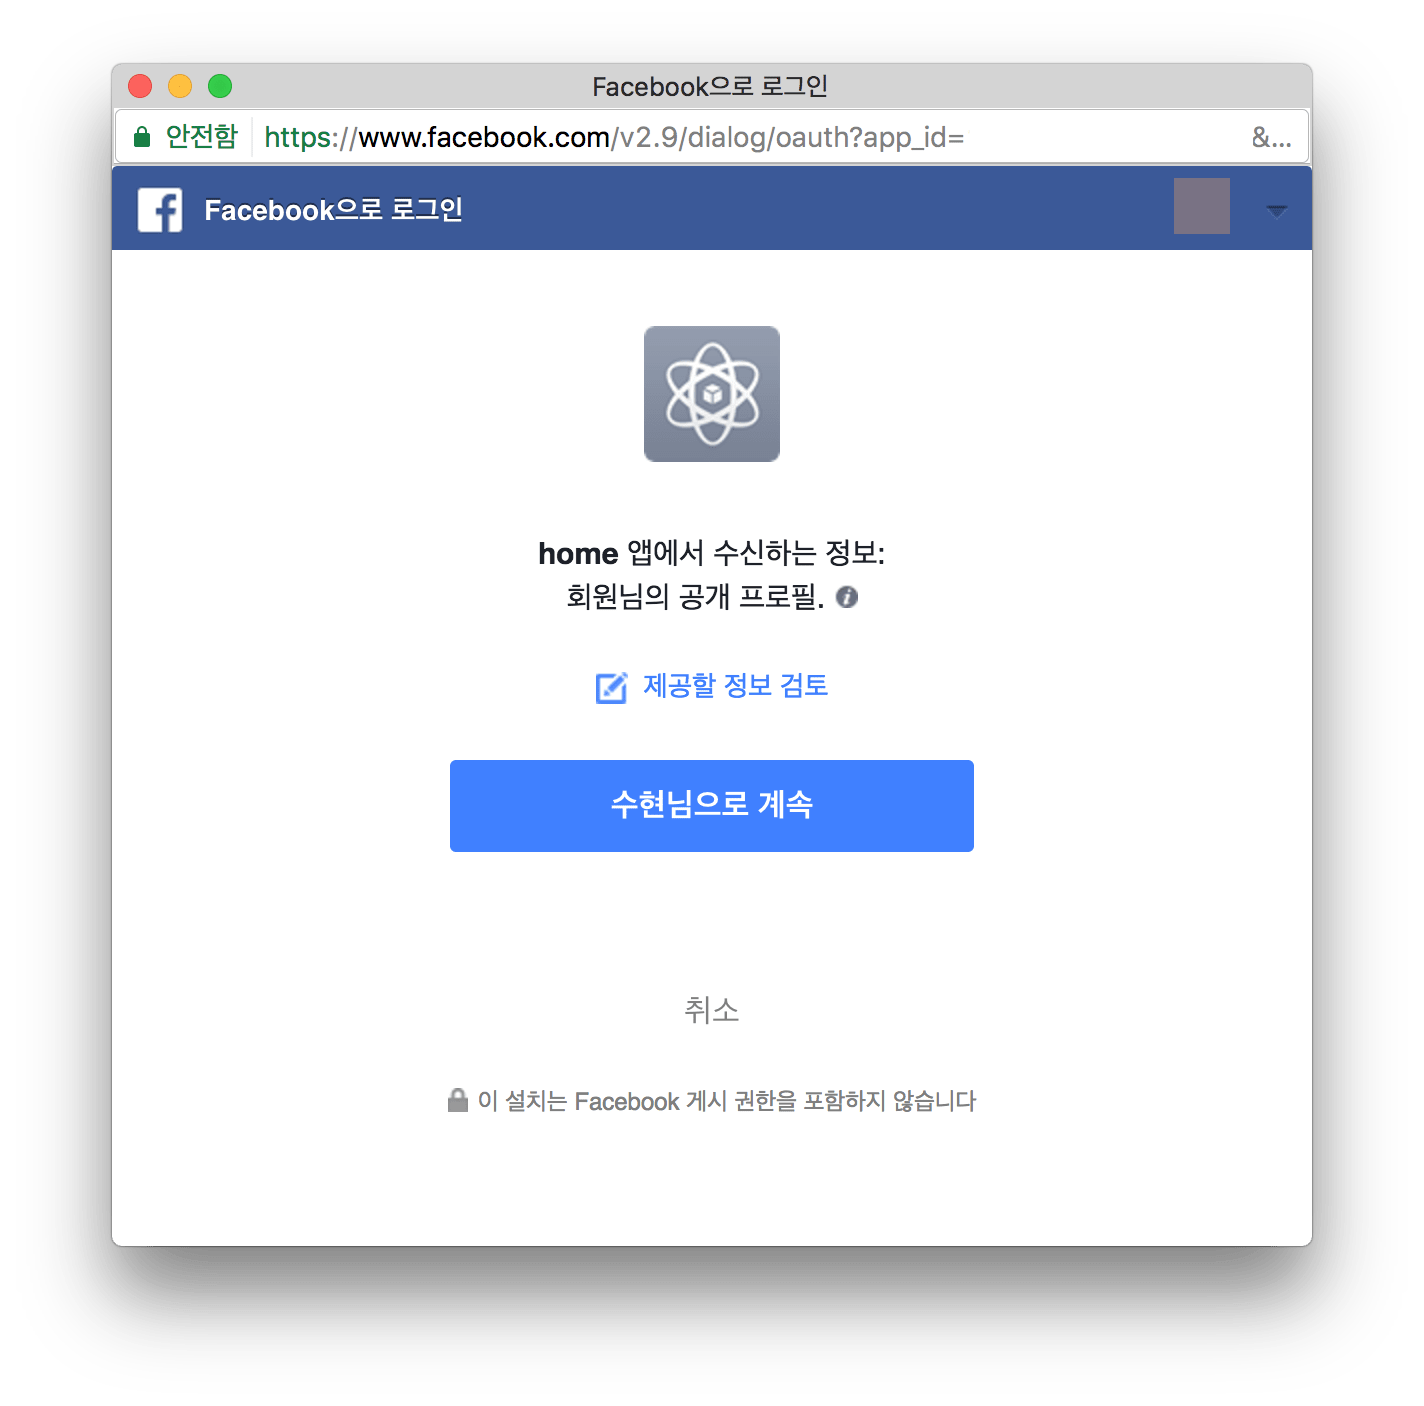 Facebook으로 로그인
안전함 https://www.facebook.com/v2.9/dialog/oauth?app_id= &...
Facebook으로 로그인
home 앱에서 수신하는 정보:
회원님의 공개 프로필.
제공할 정보 검토
수현님으로 계속
취소
이 설치는 Facebook 게시 권한을 포함하지 않습니다